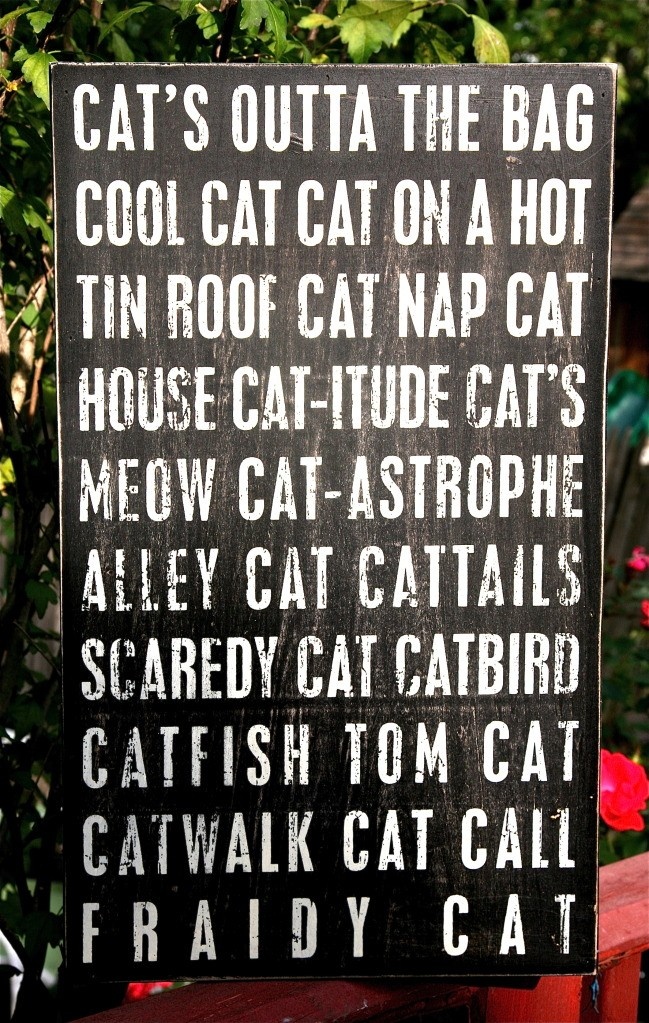 CAT'S OUTTA THE BAG
COOL CAT CAT ON A HOT
TIN ROOF CAT NAP CAT
HOUSE CAT-ITUDE CAT'S
MEOW CAT-ASTROPHE
ALLEY CAT CATTAILS
SCAREDY CAT CATBIRD
CATFISH TOM CAT
CATWALK CAT CALL
FRAIDY CAT